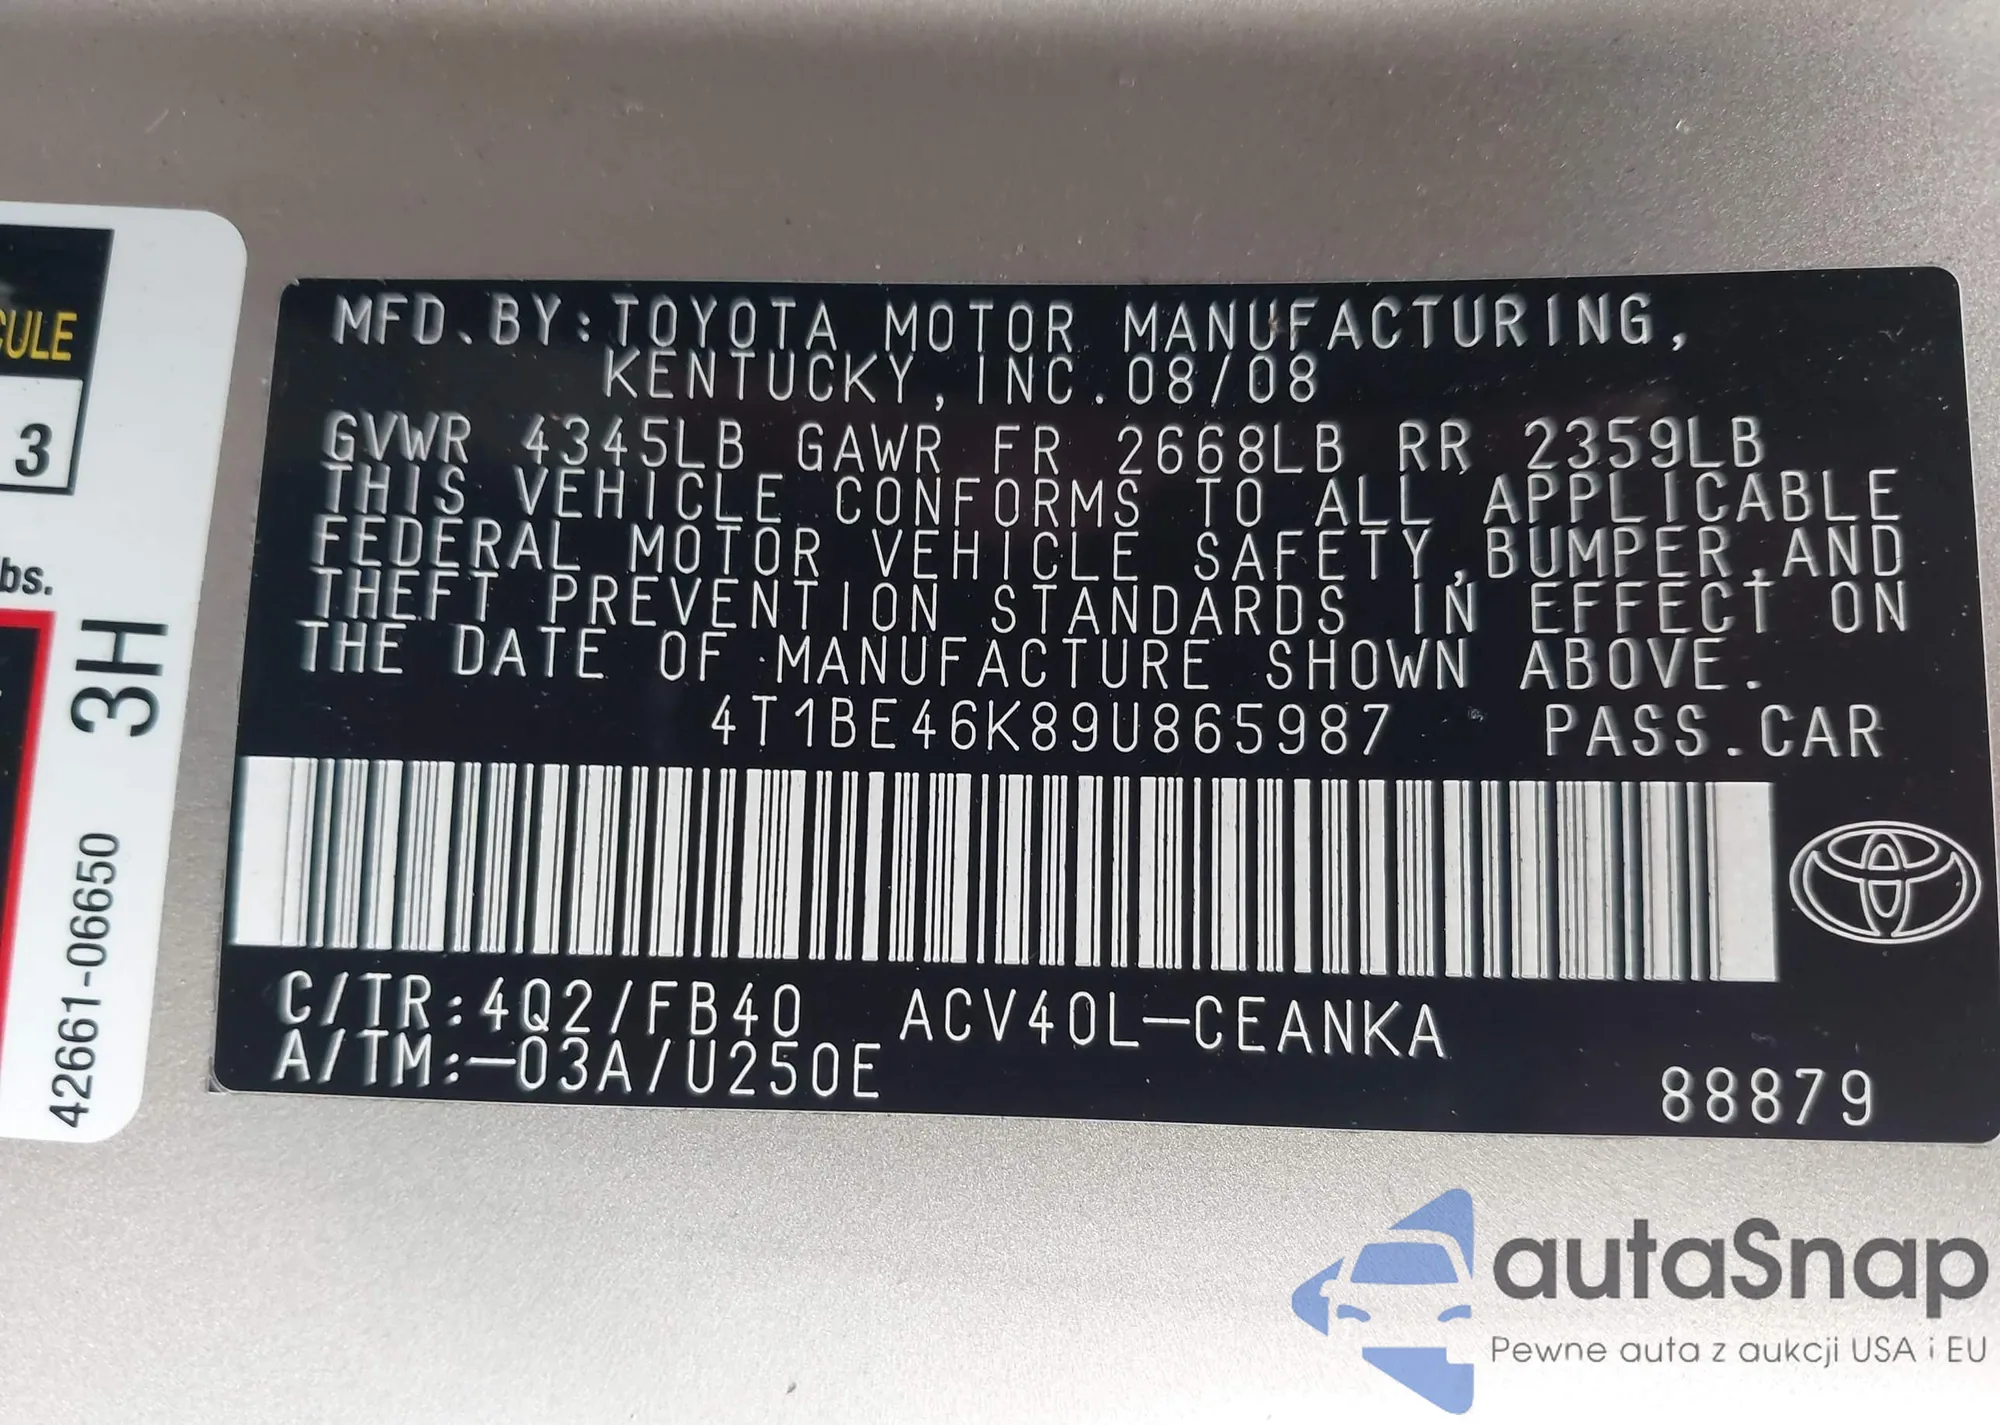 CULE
3
bs.
3H
42661-06650
MFD.BY:TOYOTA MOTOR MANUFACTURING,
KENTUCKY,INC.08/08
GVWR 4345LB GAWR FR 2668LB RR 2359LB
THIS VEHICLE CONFORMS TO ALL APPLICABLE
FEDERAL MOTOR VEHICLE SAFETY,BUMPER,AND
THEFT PREVENTION STANDARDS IN EFFECT ON
THE DATE OF MANUFACTURE SHOWN ABOVE.
4T1BE46K89U865987 PASS.CAR
C/TR:4Q2/FB40 ACV40L-CEANKA
A/TM:-03A/U250E
88879
autaSnap
Pewne auta z aukcji USA i EU